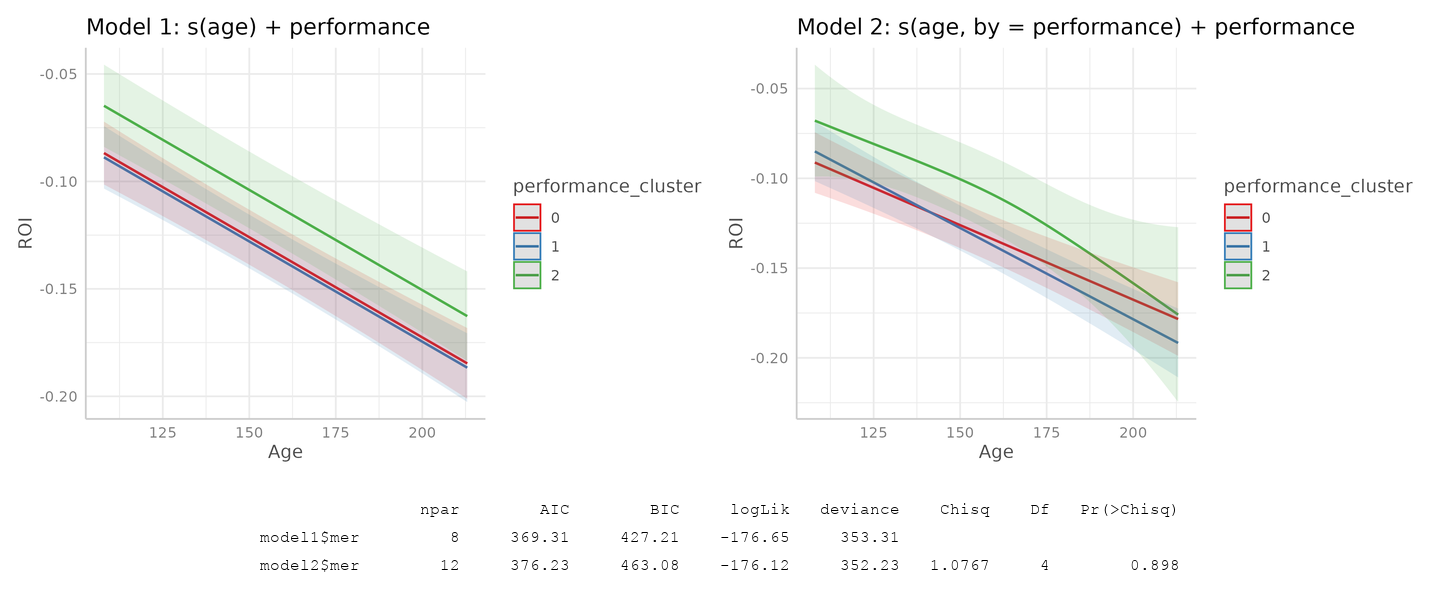 Model 1: s(age) + performance
-0.05
-0.10
-0.15
-0.20
ROI
125 150 175 200
Age
performance_cluster
0
1
2
Model 2: s(age, by = performance) + performance
-0.05
-0.10
-0.15
-0.20
ROI
125 150 175 200
Age
performance_cluster
0
1
2
npar AIC BIC logLik deviance Chisq Df Pr(>Chisq)
model1$mer 8 369.31 427.21 -176.65 353.31
model2$mer 12 376.23 463.08 -176.12 352.23 1.0767 4 0.898